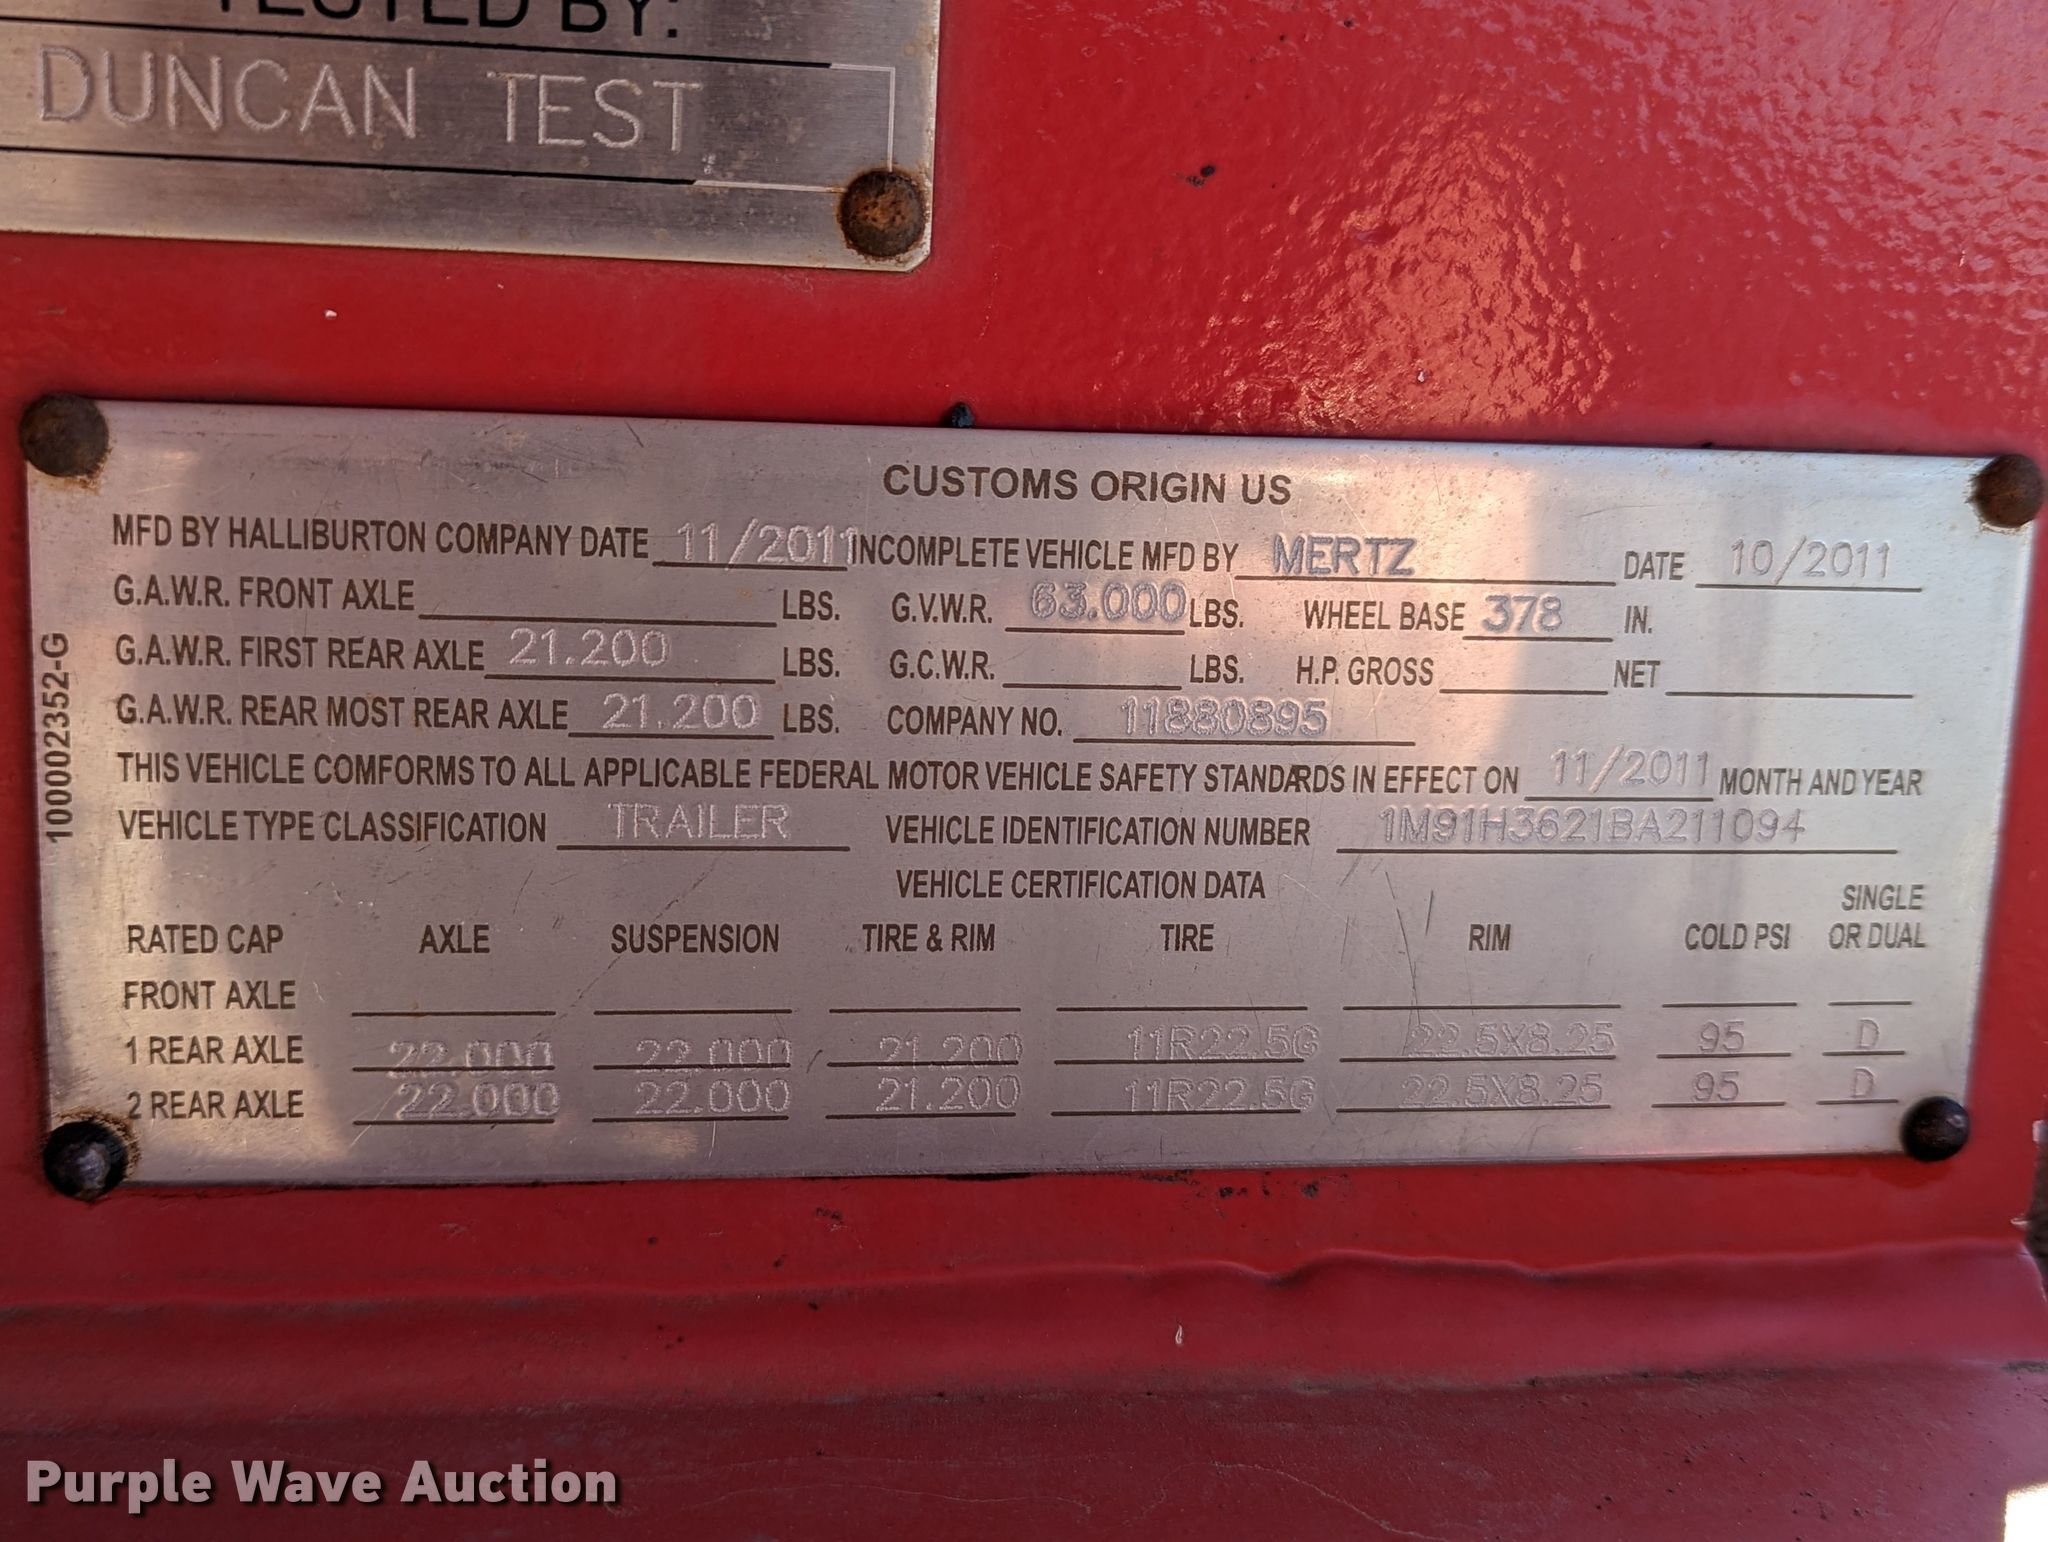 TESTED BY:
DUNCAN TEST
CUSTOMS ORIGIN US
MFD BY HALLIBURTON COMPANY DATE 11/2011 INCOMPLETE VEHICLE MFD BY MERTZ DATE 10/2011
G.A.W.R. FRONT AXLE LBS. G.V.W.R. 63.000 LBS. WHEEL BASE 378 IN.
G.A.W.R. FIRST REAR AXLE 21.200 LBS. G.C.W.R. LBS. H.P. GROSS NET
G.A.W.R. REAR MOST REAR AXLE 21.200 LBS. COMPANY NO. 11880895
THIS VEHICLE COMFORMS TO ALL APPLICABLE FEDERAL MOTOR VEHICLE SAFETY STANDARDS IN EFFECT ON 11/2011 MONTH AND YEAR
VEHICLE TYPE CLASSIFICATION TRAILER VEHICLE IDENTIFICATION NUMBER 1M91H3621BA211094
VEHICLE CERTIFICATION DATA
RATED CAP AXLE SUSPENSION TIRE & RIM TIRE RIM COLD PSI SINGLE OR DUAL
FRONT AXLE
1 REAR AXLE 22.000 22.000 21.200 11R22.5G 22.5X8.25 95 D
2 REAR AXLE 22.000 22.000 21.200 11R22.5G 22.5X8.25 95 D
100002352-G
Purple Wave Auction